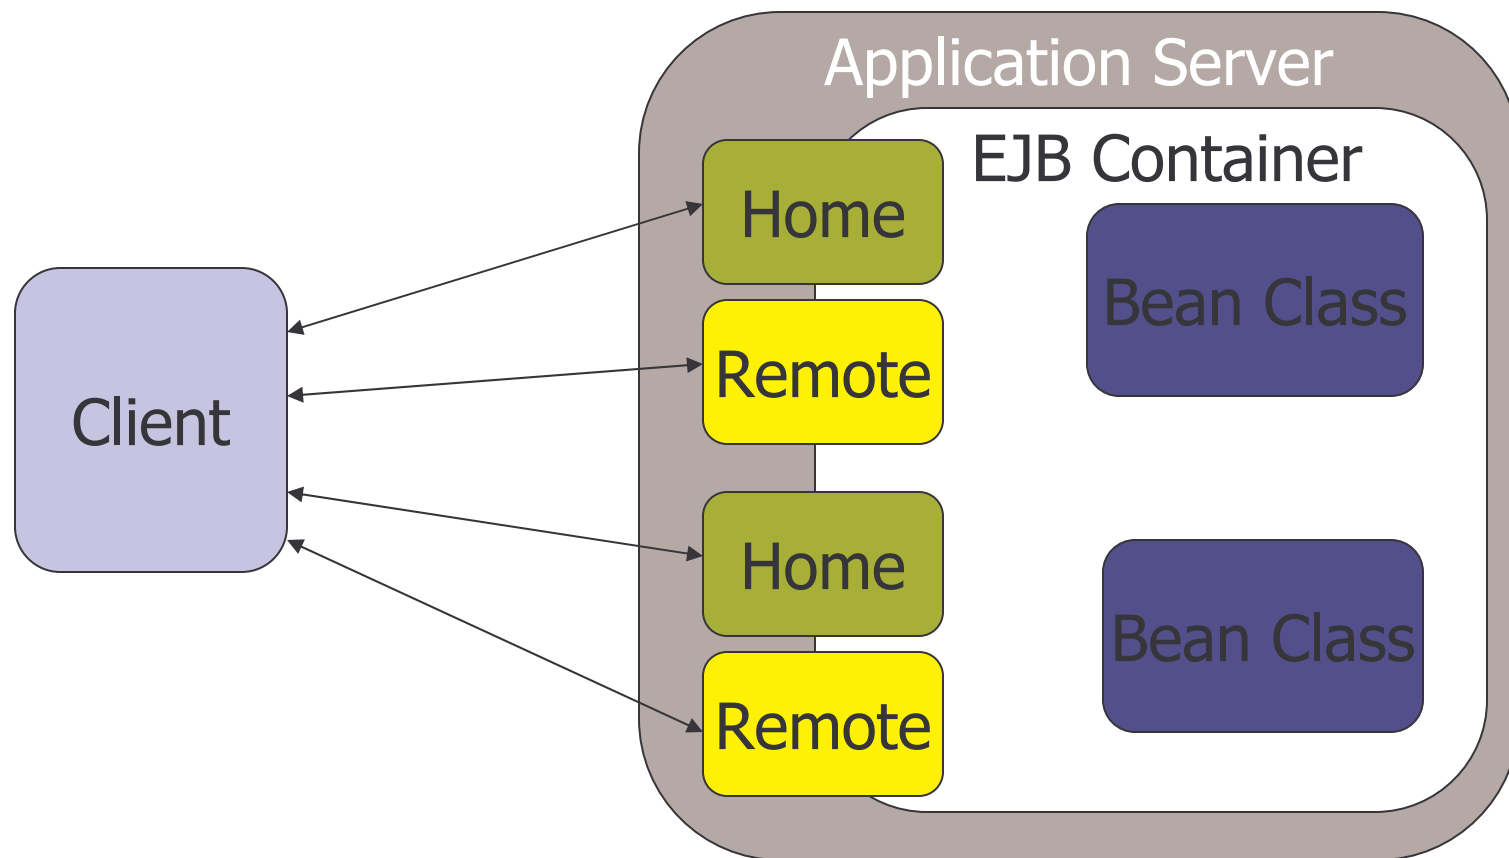 Application Server
EJB Container
Home
Bean Class
Remote
Client
Home
Bean Class
Remote